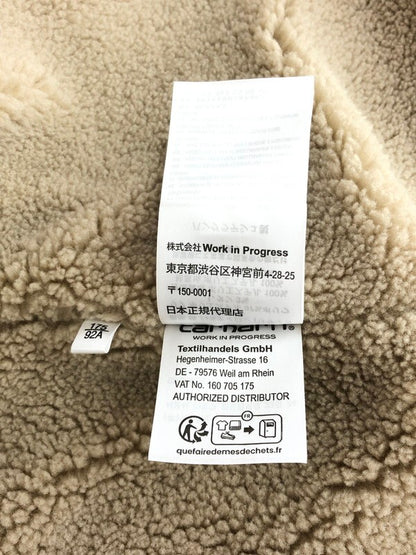 株式会社 Work in Progress
東京都渋谷区神宮前4-28-25
〒150-0001
日本正規代理店
carhartt®
WORK IN PROGRESS
Textilhandels GmbH
Hegenheimer-Strasse 16
DE - 79576 Weil am Rhein
VAT No. 160 705 175
AUTHORIZED DISTRIBUTOR
FR
quefairedemesdechets.fr
92A